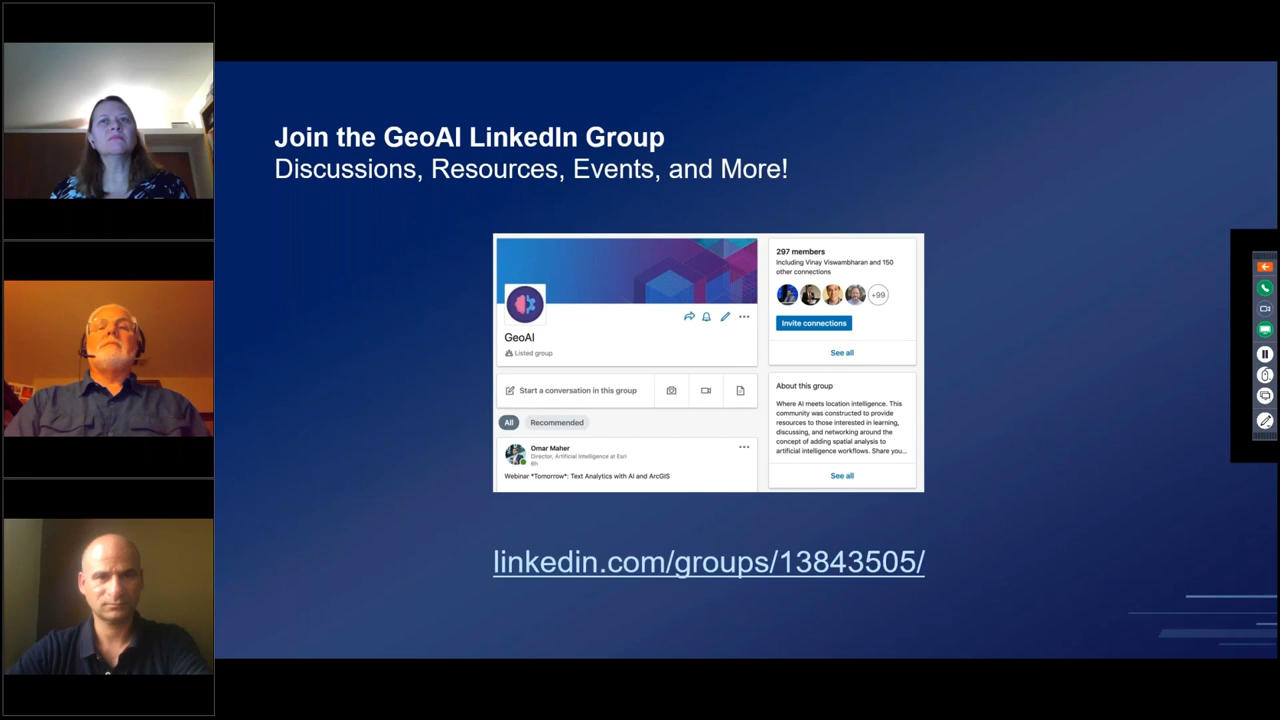 Join the GeoAI LinkedIn Group
Discussions, Resources, Events, and More!
GeoAI
Listed group
Start a conversation in this group
All
Recommended
Omar Maher
Director, Artificial Intelligence at Esri
6h
Webinar *Tomorrow*: Text Analytics with AI and ArcGIS
297 members
Including Vinay Viswambharan and 150
other connections
+99
Invite connections
See all
About this group
Where AI meets location intelligence. This
community was constructed to provide
resources to those interested in learning,
discussing, and networking around the
concept of adding spatial analysis to
artificial intelligence workflows. Share you...
See all
linkedin.com/groups/13843505/